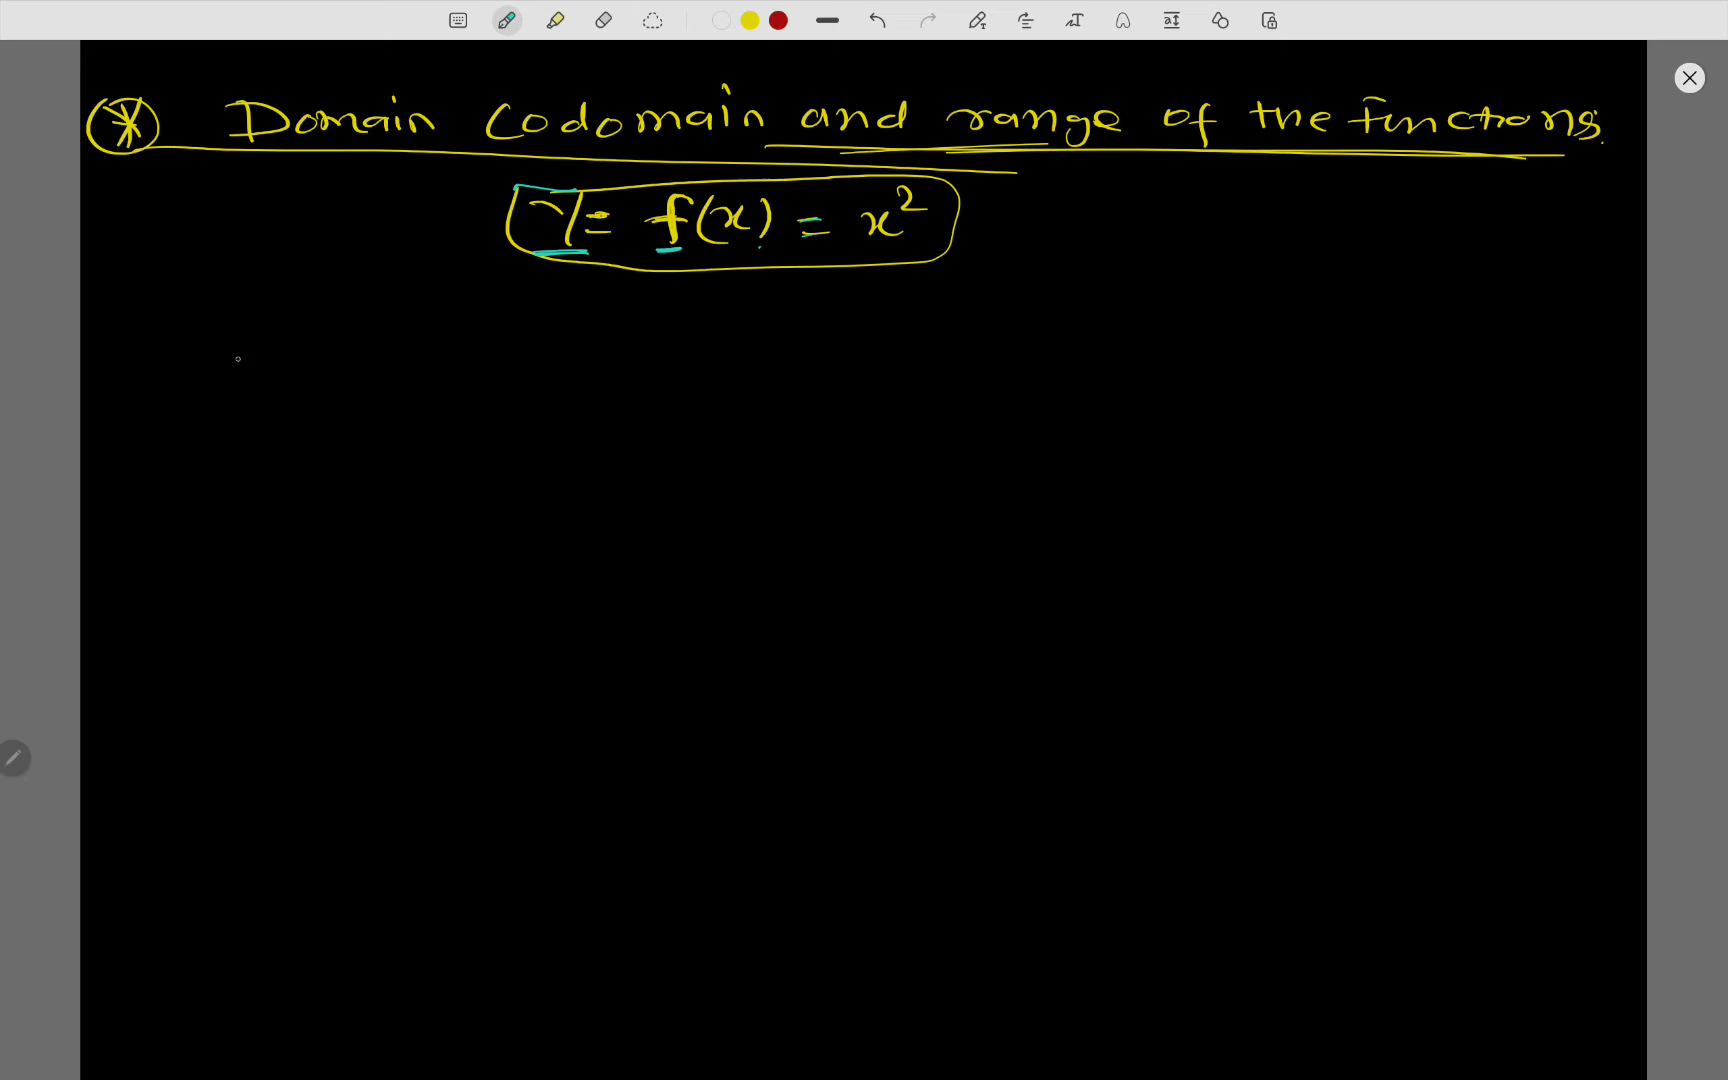 * Domain Codomain and range of the Functions.
y = f(x) = x²